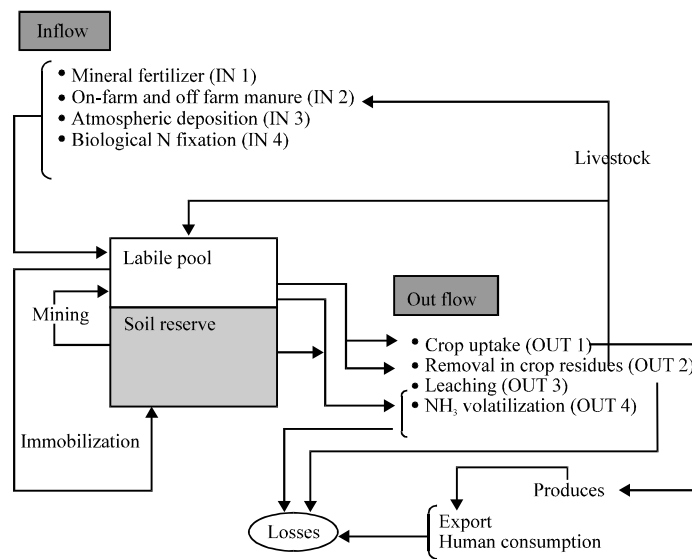 Inflow
• Mineral fertilizer (IN 1)
• On-farm and off farm manure (IN 2)
• Atmospheric deposition (IN 3)
• Biological N fixation (IN 4)
Livestock
Labile pool
Mining
Soil reserve
Out flow
• Crop uptake (OUT 1)
• Removal in crop residues (OUT 2)
• Leaching (OUT 3)
• NH₃ volatilization (OUT 4)
Immobilization
Produces
Export
Human consumption
Losses